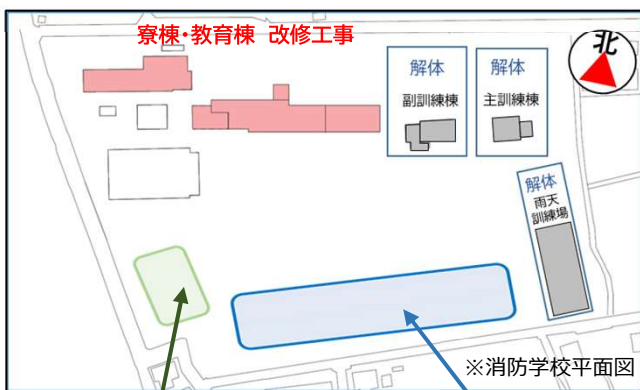 寮棟・教育棟 改修工事
北
解体
副訓練棟
解体
主訓練棟
解体
雨天
訓練場
※消防学校平面図